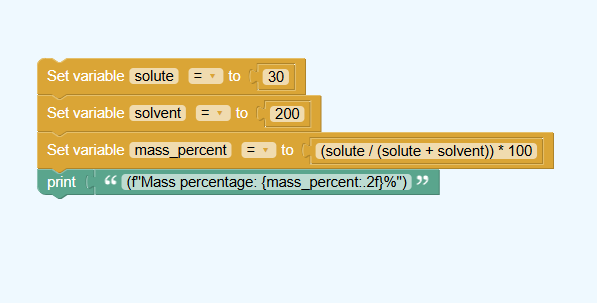 Set variable solute = to 30
Set variable solvent = to 200
Set variable mass_percent = to (solute / (solute + solvent)) * 100
print “ (f"Mass percentage: {mass_percent:.2f}%") ”